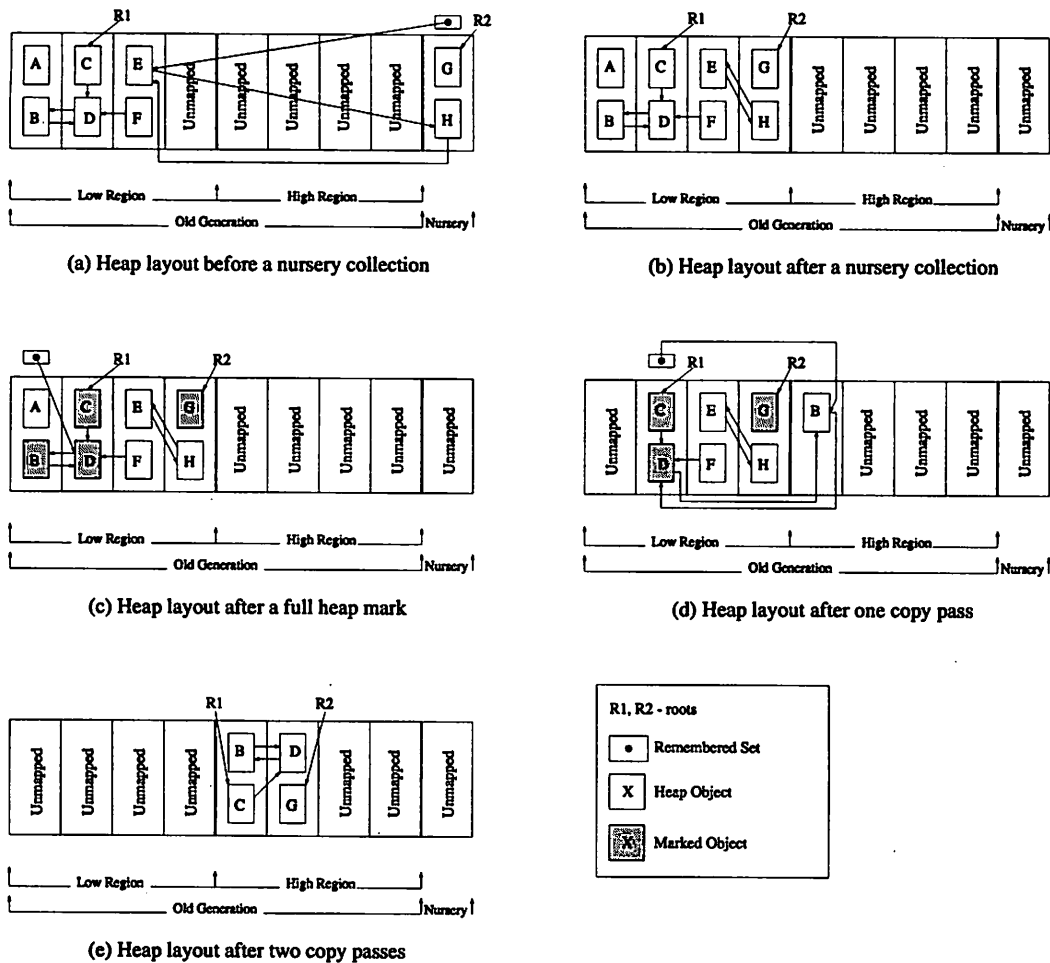 R1
R2
A
C
E
G
B
D
F
H
Unmapped
Unmapped
Unmapped
Unmapped
Unmapped
Low Region
High Region
Old Generation
Nursery
(a) Heap layout before a nursery collection
R1
R2
A
C
E
G
B
D
F
H
Unmapped
Unmapped
Unmapped
Unmapped
Unmapped
Low Region
High Region
Old Generation
Nursery
(b) Heap layout after a nursery collection
R1
R2
A
C
E
G
B
D
F
H
Unmapped
Unmapped
Unmapped
Unmapped
Unmapped
Low Region
High Region
Old Generation
Nursery
(c) Heap layout after a full heap mark
R1
R2
Unmapped
C
E
G
B
D
F
H
Unmapped
Unmapped
Unmapped
Unmapped
Low Region
High Region
Old Generation
Nursery
(d) Heap layout after one copy pass
R1
R2
Unmapped
Unmapped
Unmapped
Unmapped
B
D
C
G
Unmapped
Unmapped
Unmapped
Low Region
High Region
Old Generation
Nursery
(e) Heap layout after two copy passes
R1, R2 - roots
Remembered Set
X
Heap Object
X
Marked Object